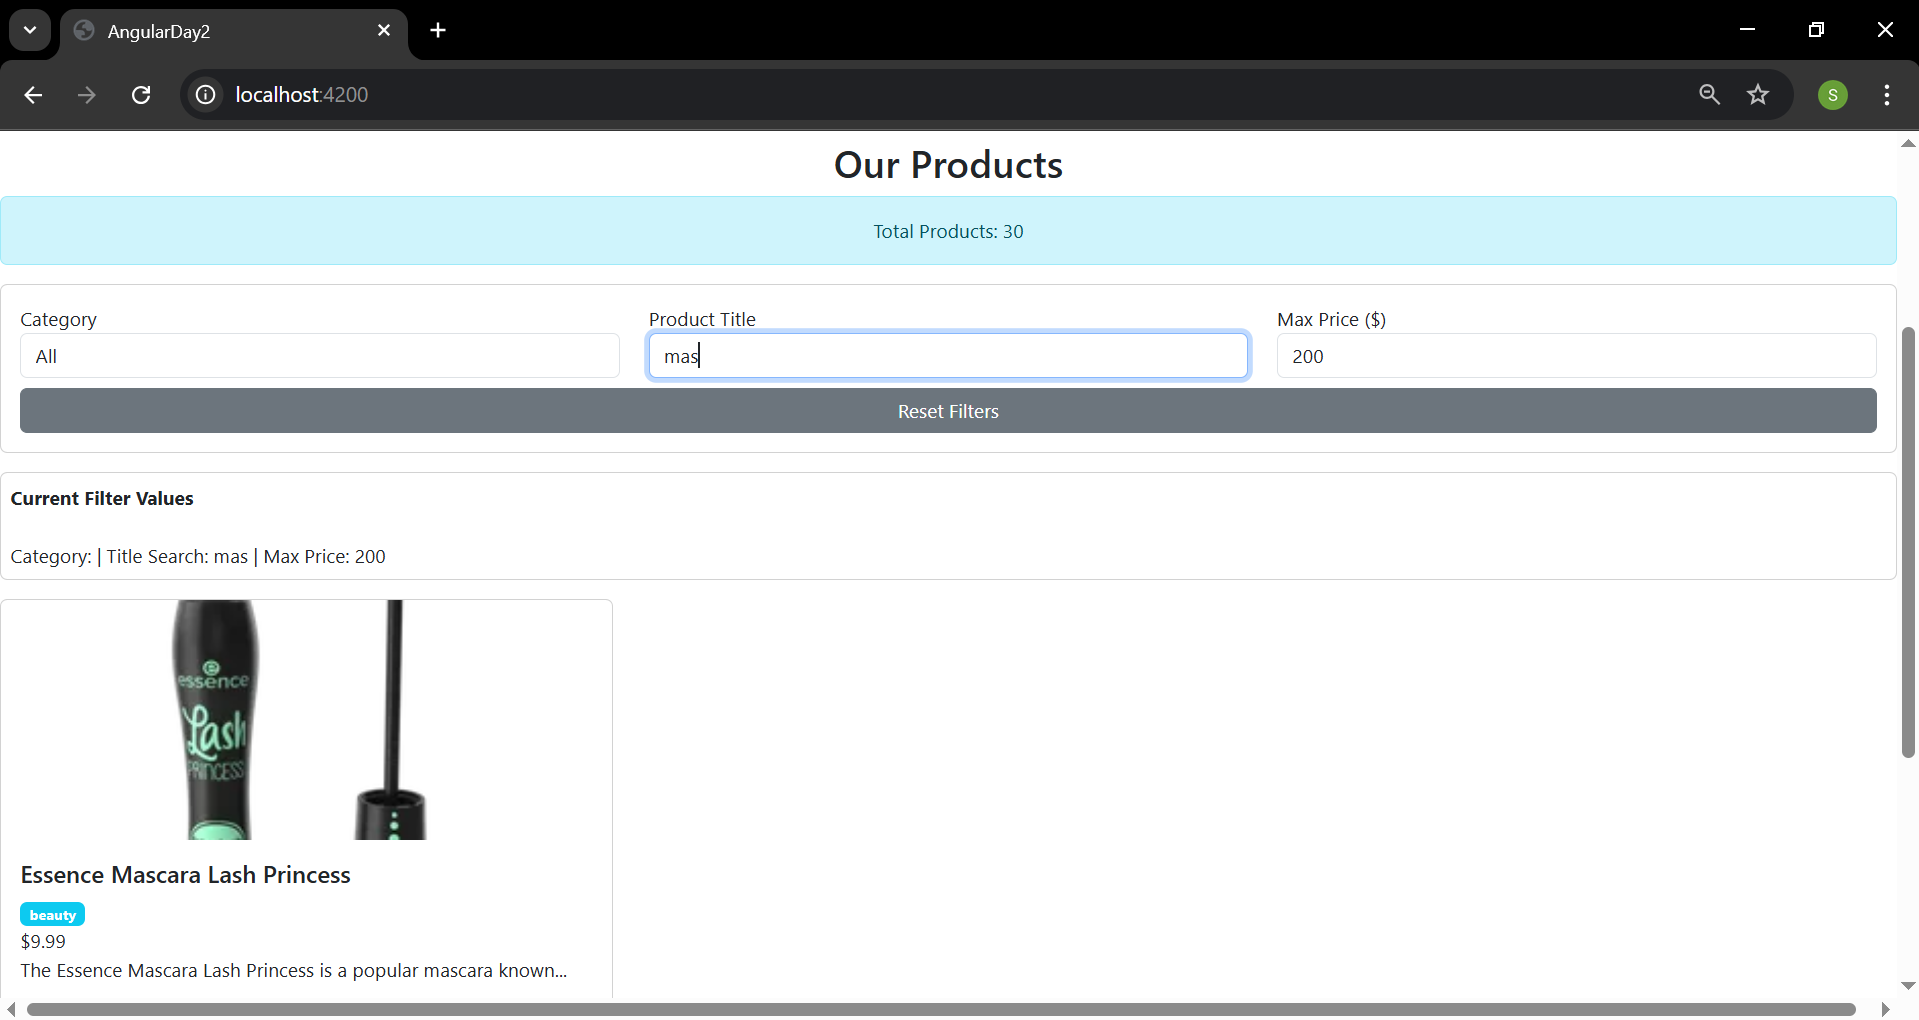 AngularDay2
localhost:4200
S
Our Products
Total Products: 30
Category
Product Title
Max Price ($)
All
mas
200
Reset Filters
Current Filter Values
Category: | Title Search: mas | Max Price: 200
essence
Lash
PRINCESS
Essence Mascara Lash Princess
beauty
$9.99
The Essence Mascara Lash Princess is a popular mascara known...